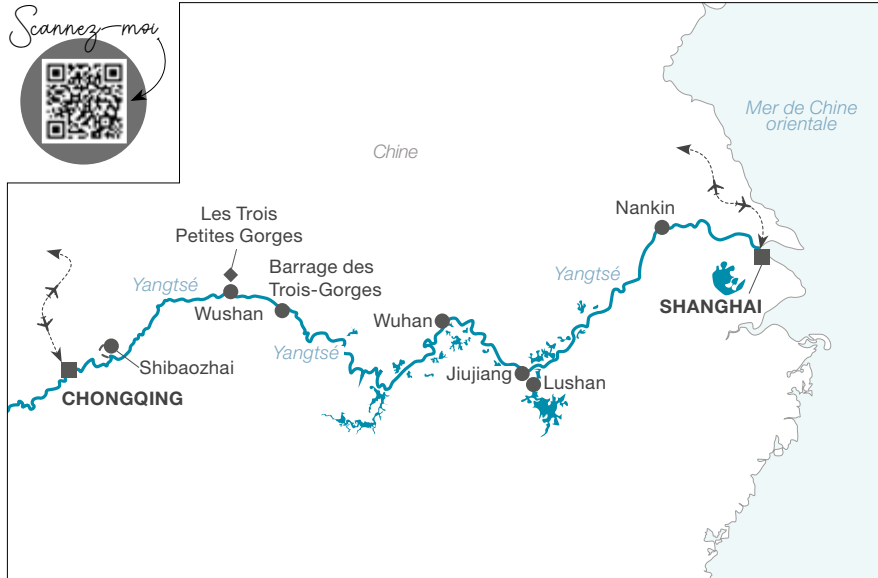 Scannez-moi
Mer de Chine
orientale
Chine
Nankin
Les Trois
Petites Gorges
Yangtsé
Barrage des
Trois-Gorges
Yangtsé
SHANGHAI
Wushan
Wuhan
Yangtsé
Shibaozhai
Jiujiang
Lushan
CHONGQING